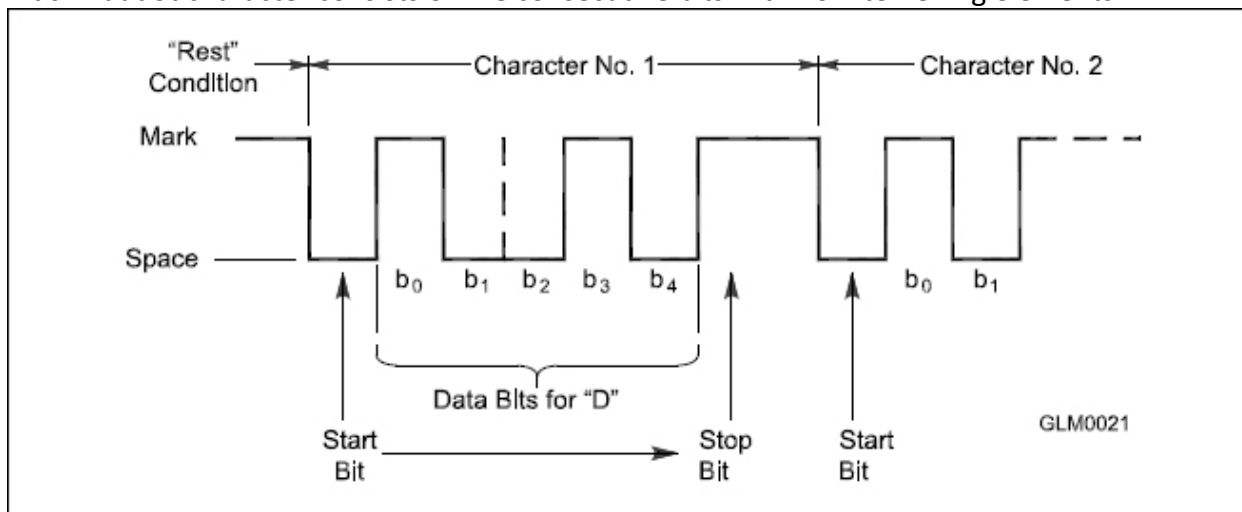 “Rest”
Condition
Character No. 1
Character No. 2
Mark
Space
b0 b1 b2 b3 b4 b0 b1
Data Bits for “D”
GLM0021
Start
Bit
Stop
Bit
Start
Bit